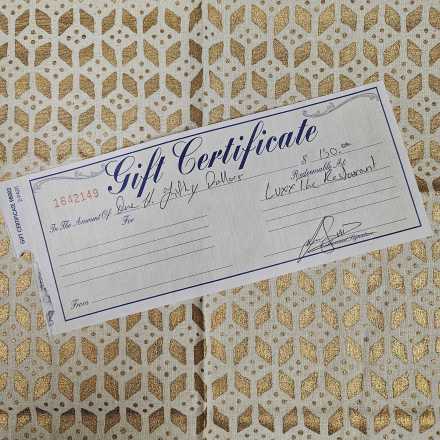 Gift Certificate
1642149
$ 150.00
In The Amount Of One H Fifty Dollars
Redeemable At
For
Luxx The Restaurant
From